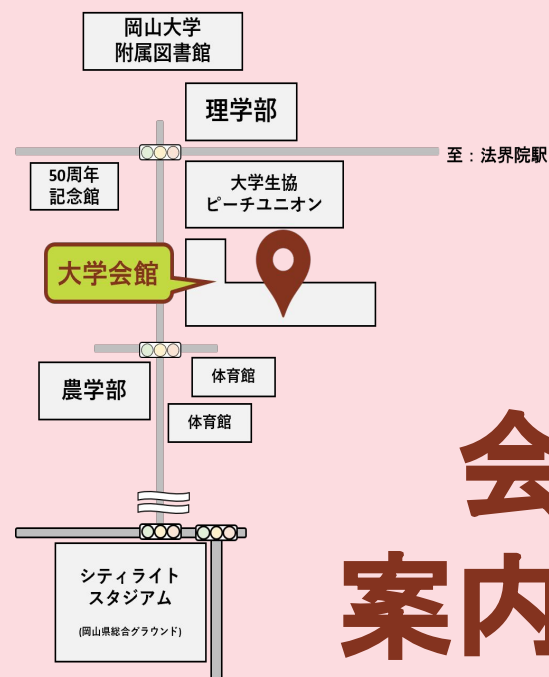 岡山大学
附属図書館
理学部
至：法界院駅
50周年
記念館
大学生協
ピーチユニオン
大学会館
体育館
農学部
体育館
シティライト
スタジアム
(岡山県総合グラウンド)
会
案内